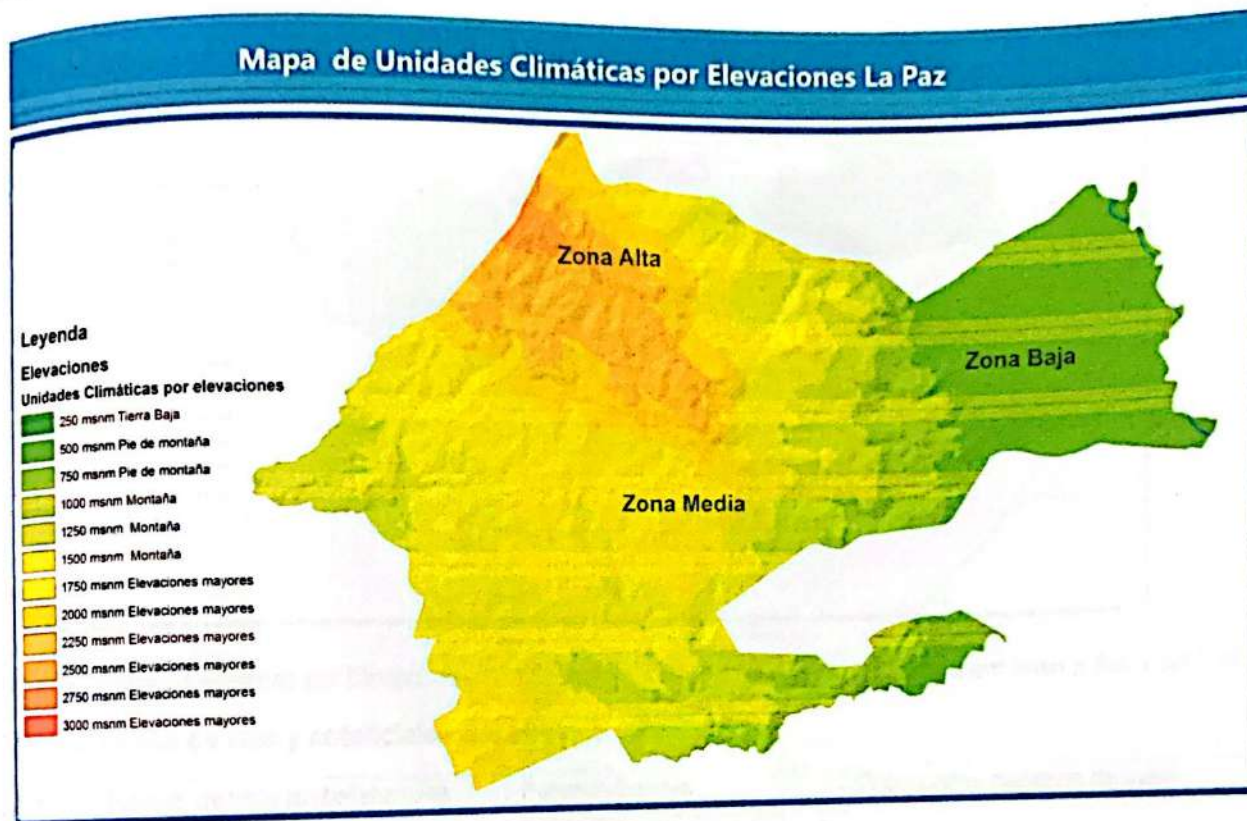 Mapa de Unidades Climáticas por Elevaciones La Paz
Zona Alta
Zona Baja
Zona Media
Leyenda
Elevaciones
Unidades Climáticas por elevaciones
250 msnm Tierra Baja
500 msnm Pie de montaña
750 msnm Pie de montaña
1000 msnm Montaña
1250 msnm Montaña
1500 msnm Montaña
1750 msnm Elevaciones mayores
2000 msnm Elevaciones mayores
2250 msnm Elevaciones mayores
2500 msnm Elevaciones mayores
2750 msnm Elevaciones mayores
3000 msnm Elevaciones mayores